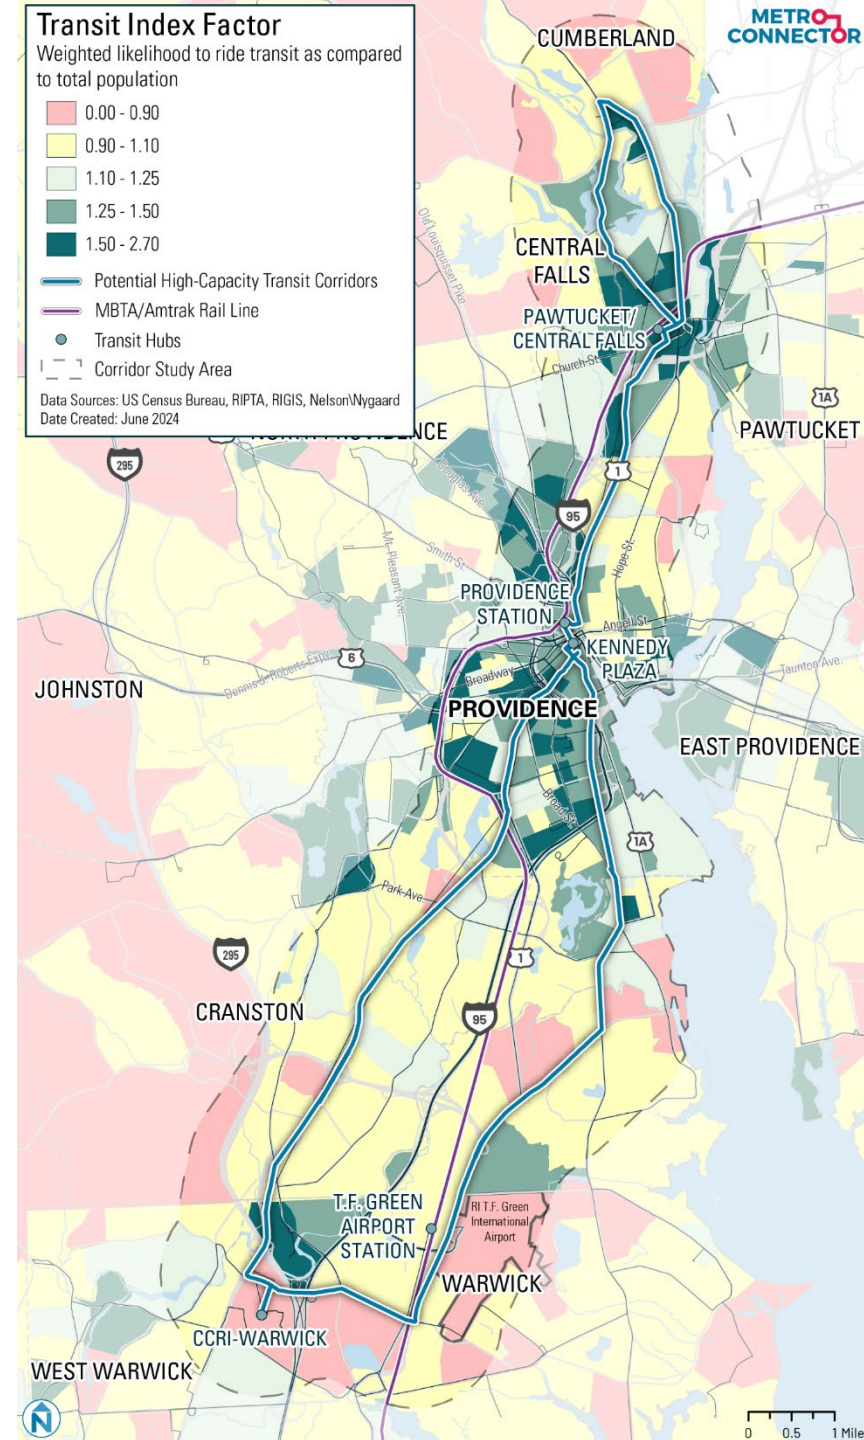 Transit Index Factor
Weighted likelihood to ride transit as compared
to total population
0.00 - 0.90
0.90 - 1.10
1.10 - 1.25
1.25 - 1.50
1.50 - 2.70
Potential High-Capacity Transit Corridors
MBTA/Amtrak Rail Line
Transit Hubs
Corridor Study Area
Data Sources: US Census Bureau, RIPTA, RIGIS, Nelson\Nygaard
Date Created: June 2024
METRO
CONNECTOR
CUMBERLAND
Old Louisquisset Pike
CENTRAL
FALLS
PAWTUCKET/
CENTRAL FALLS
Church St.
1A
PAWTUCKET
NORTH PROVIDENCE
295
1
Douglas Ave.
95
Mt. Pleasant Ave.
Smith St.
Hope St.
PROVIDENCE
STATION
Angell St.
KENNEDY
PLAZA
6
Dennis J. Roberts Expy
Broadway
Taunton Ave.
JOHNSTON
PROVIDENCE
EAST PROVIDENCE
Broad St.
1A
Park Ave.
295
1
CRANSTON
95
T.F. GREEN
AIRPORT
STATION
RI T.F. Green
International
Airport
WARWICK
CCRI-WARWICK
WEST WARWICK
N
0 0.5 1 Mile